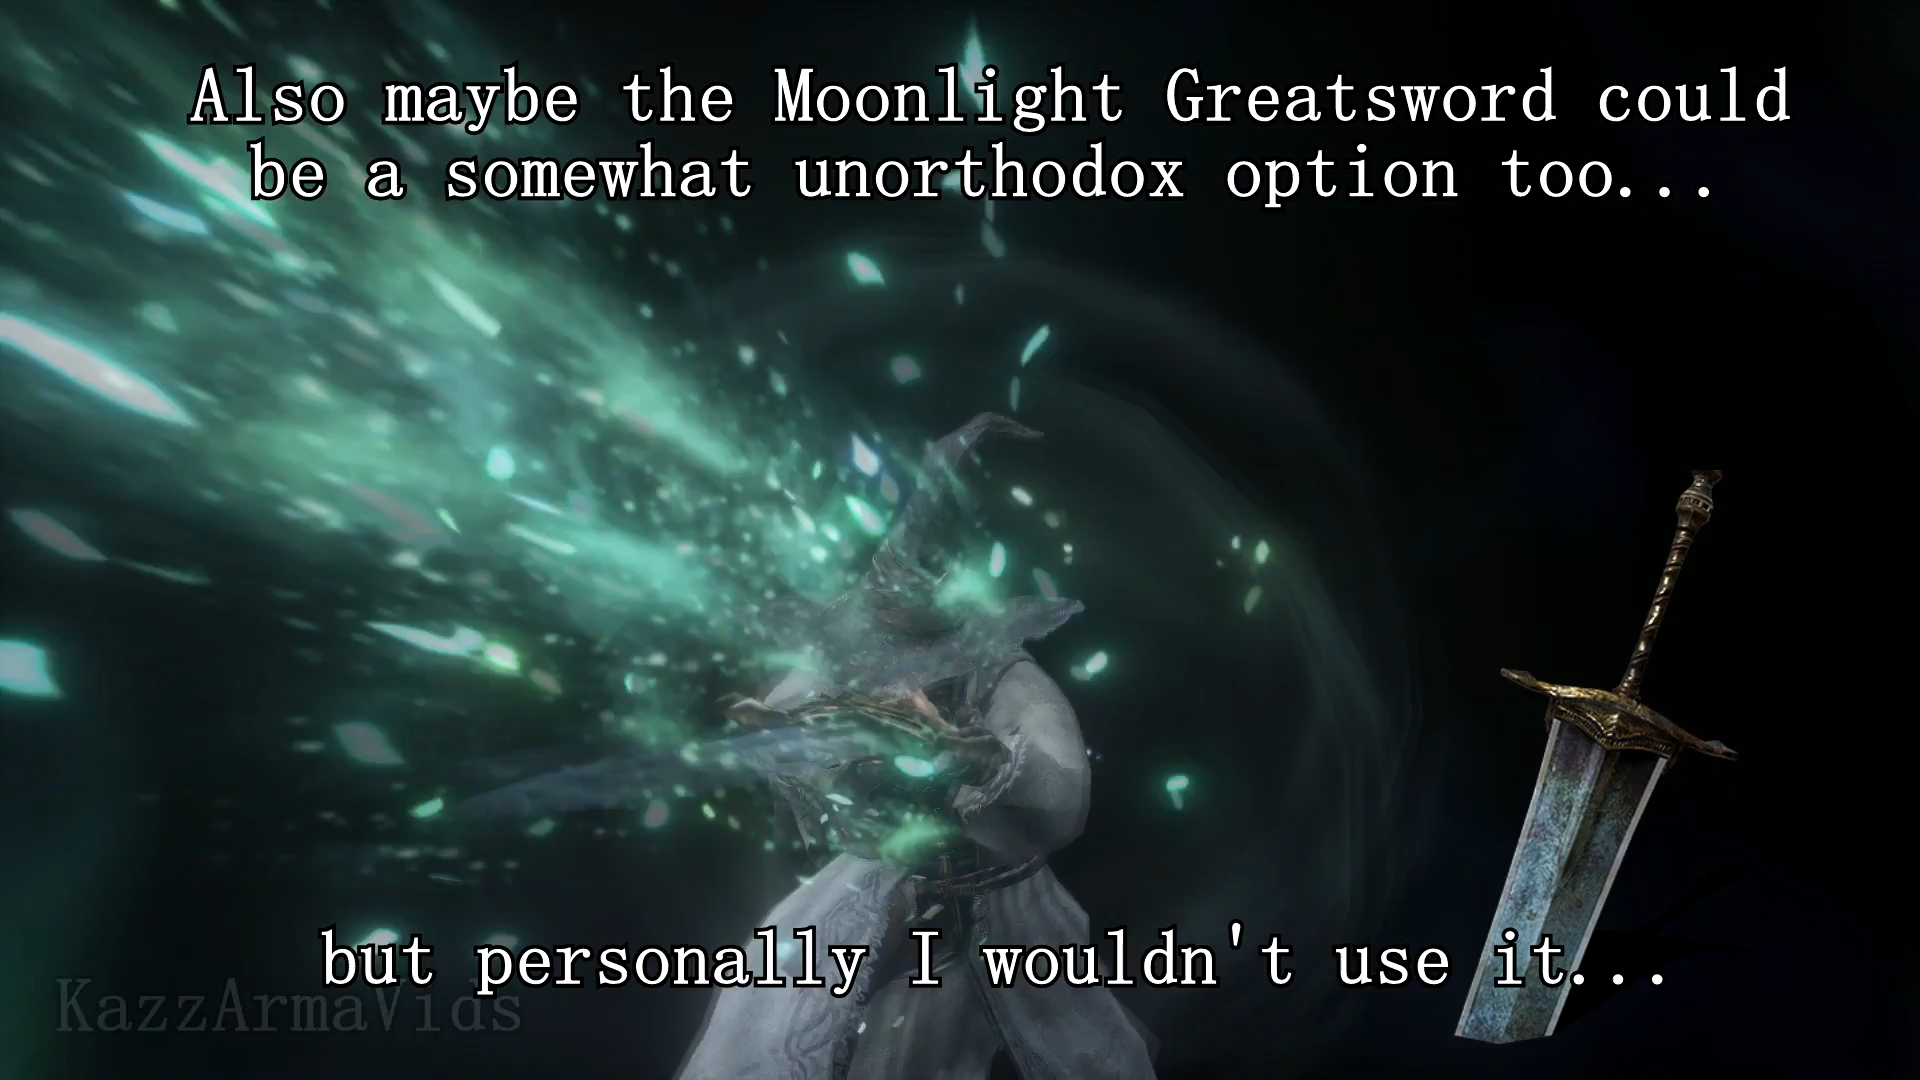 Also maybe the Moonlight Greatsword could
be a somewhat unorthodox option too...
but personally I wouldn't use it...
KazzArmaVids